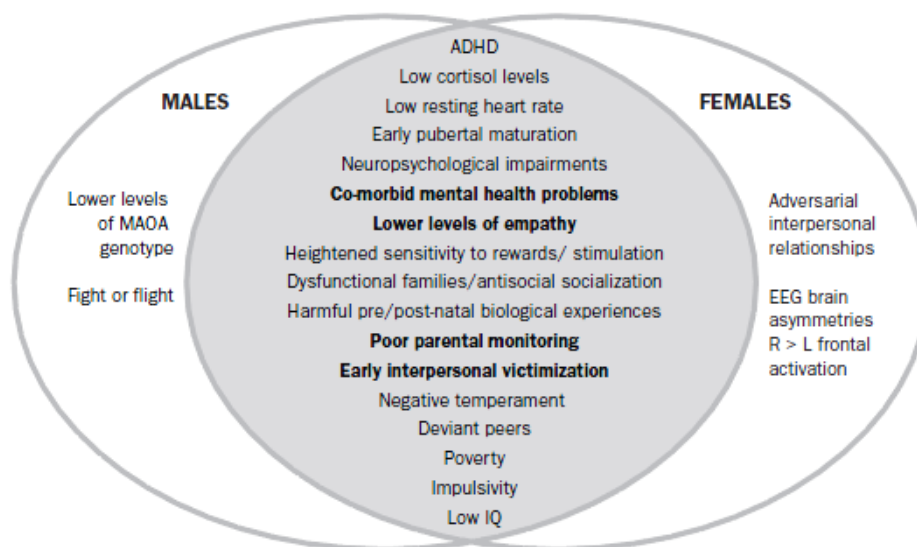 MALES
Lower levels
of MAOA
genotype
Fight or flight
ADHD
Low cortisol levels
Low resting heart rate
Early pubertal maturation
Neuropsychological impairments
Co-morbid mental health problems
Lower levels of empathy
Heightened sensitivity to rewards/ stimulation
Dysfunctional families/antisocial socialization
Harmful pre/post-natal biological experiences
Poor parental monitoring
Early interpersonal victimization
Negative temperament
Deviant peers
Poverty
Impulsivity
Low IQ
FEMALES
Adversarial
interpersonal
relationships
EEG brain
asymmetries
R > L frontal
activation